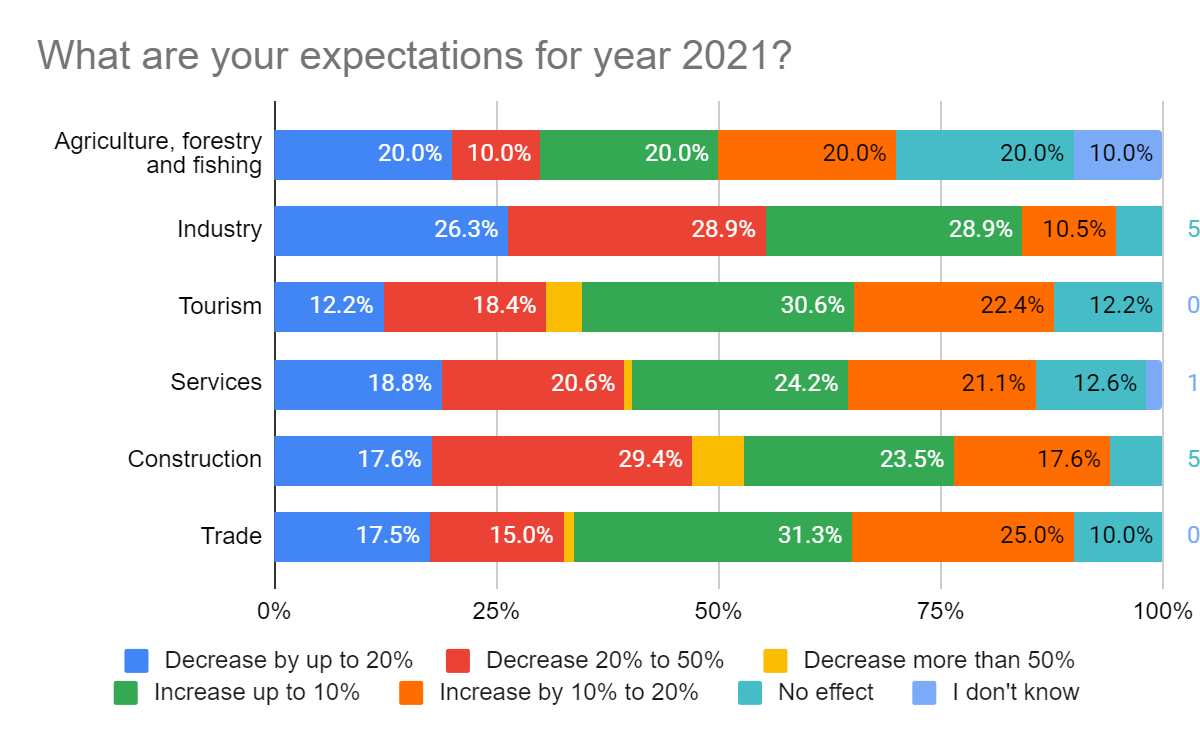 What are your expectations for year 2021?
Agriculture, forestry
and fishing
20.0% 10.0% 20.0% 20.0% 20.0% 10.0%
Industry 26.3% 28.9% 28.9% 10.5% 5
Tourism 12.2% 18.4% 30.6% 22.4% 12.2% 0
Services 18.8% 20.6% 24.2% 21.1% 12.6% 1
Construction 17.6% 29.4% 23.5% 17.6% 5
Trade 17.5% 15.0% 31.3% 25.0% 10.0% 0
0% 25% 50% 75% 100%
Decrease by up to 20% Decrease 20% to 50% Decrease more than 50%
Increase up to 10% Increase by 10% to 20% No effect I don't know